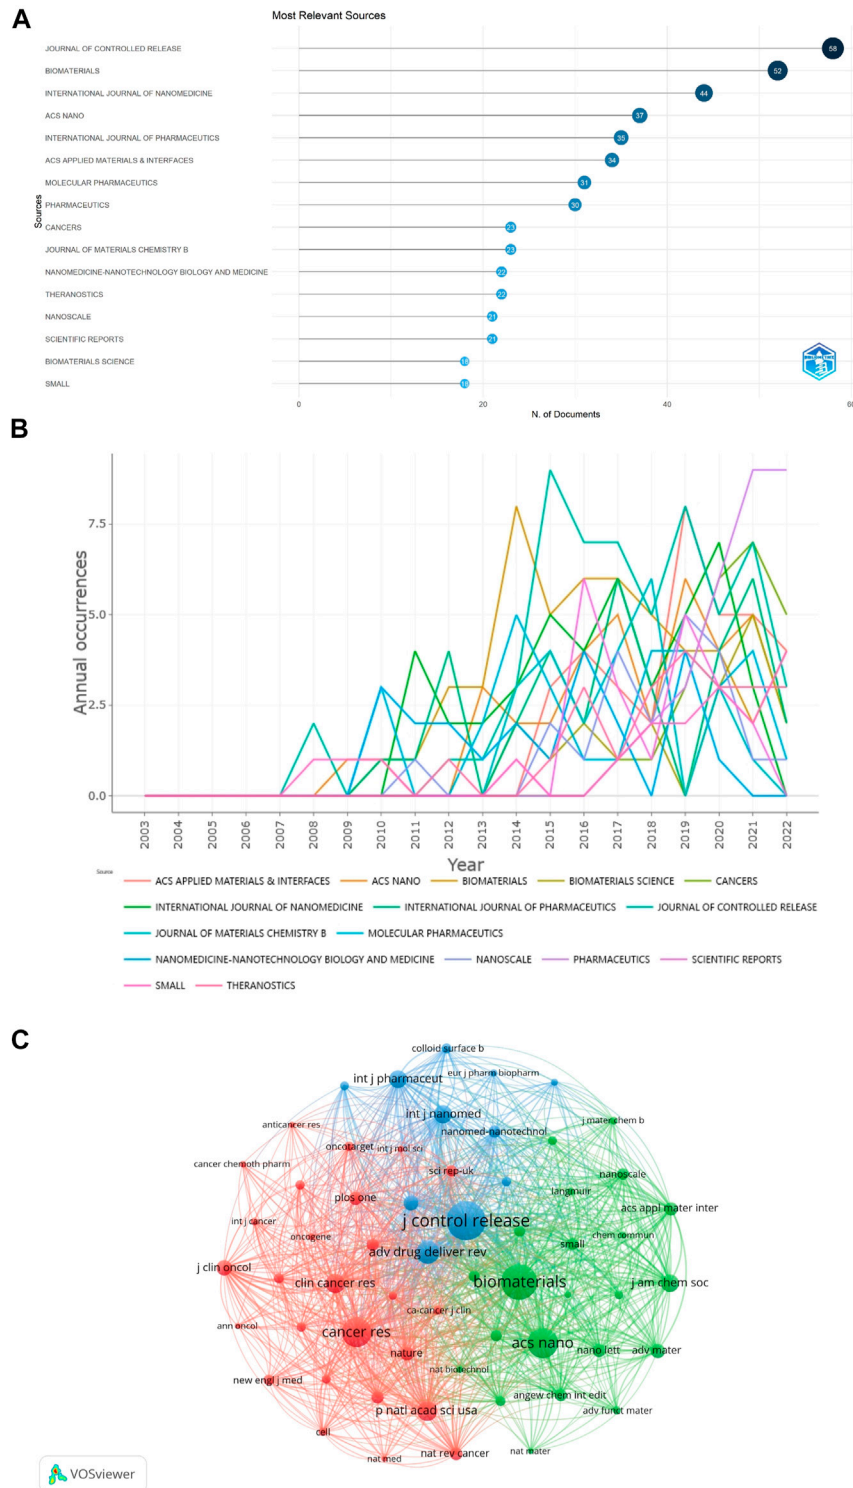 A
Most Relevant Sources
JOURNAL OF CONTROLLED RELEASE
58
BIOMATERIALS
52
INTERNATIONAL JOURNAL OF NANOMEDICINE
44
ACS NANO
37
INTERNATIONAL JOURNAL OF PHARMACEUTICS
35
ACS APPLIED MATERIALS & INTERFACES
34
MOLECULAR PHARMACEUTICS
31
PHARMACEUTICS
30
Sources
CANCERS
23
JOURNAL OF MATERIALS CHEMISTRY B
23
NANOMEDICINE-NANOTECHNOLOGY BIOLOGY AND MEDICINE
22
THERANOSTICS
22
NANOSCALE
21
SCIENTIFIC REPORTS
21
BIOMATERIALS SCIENCE
18
SMALL
18
0 20 40 60
N. of Documents
B
Annual occurrences
7.5
5.0
2.5
0.0
2003 2004 2005 2006 2007 2008 2009 2010 2011 2012 2013 2014 2015 2016 2017 2018 2019 2020 2021 2022
Year
Source
ACS APPLIED MATERIALS & INTERFACES ACS NANO BIOMATERIALS BIOMATERIALS SCIENCE CANCERS
INTERNATIONAL JOURNAL OF NANOMEDICINE INTERNATIONAL JOURNAL OF PHARMACEUTICS JOURNAL OF CONTROLLED RELEASE
JOURNAL OF MATERIALS CHEMISTRY B MOLECULAR PHARMACEUTICS
NANOMEDICINE-NANOTECHNOLOGY BIOLOGY AND MEDICINE NANOSCALE PHARMACEUTICS SCIENTIFIC REPORTS
SMALL THERANOSTICS
C
colloid surface b
eur j pharm biopharm
int j pharmaceut
int j nanomed
j mater chem b
anticancer res
nanomed-nanotechnol
oncotarget
int j mol sci
cancer chemoth pharm
sci rep-uk
nanoscale
langmuir
plos one
acs appl mater inter
int j cancer
j control release
oncogene
chem commun
small
adv drug deliver rev
j clin oncol
clin cancer res
biomaterials
j am chem soc
ca-cancer j clin
ann oncol
cancer res
acs nano
nature
nano lett
adv mater
nat biotechnol
new engl j med
angew chem int edit
p natl acad sci usa
adv funct mater
cell
nat rev cancer
nat mater
nat med
VOSviewer